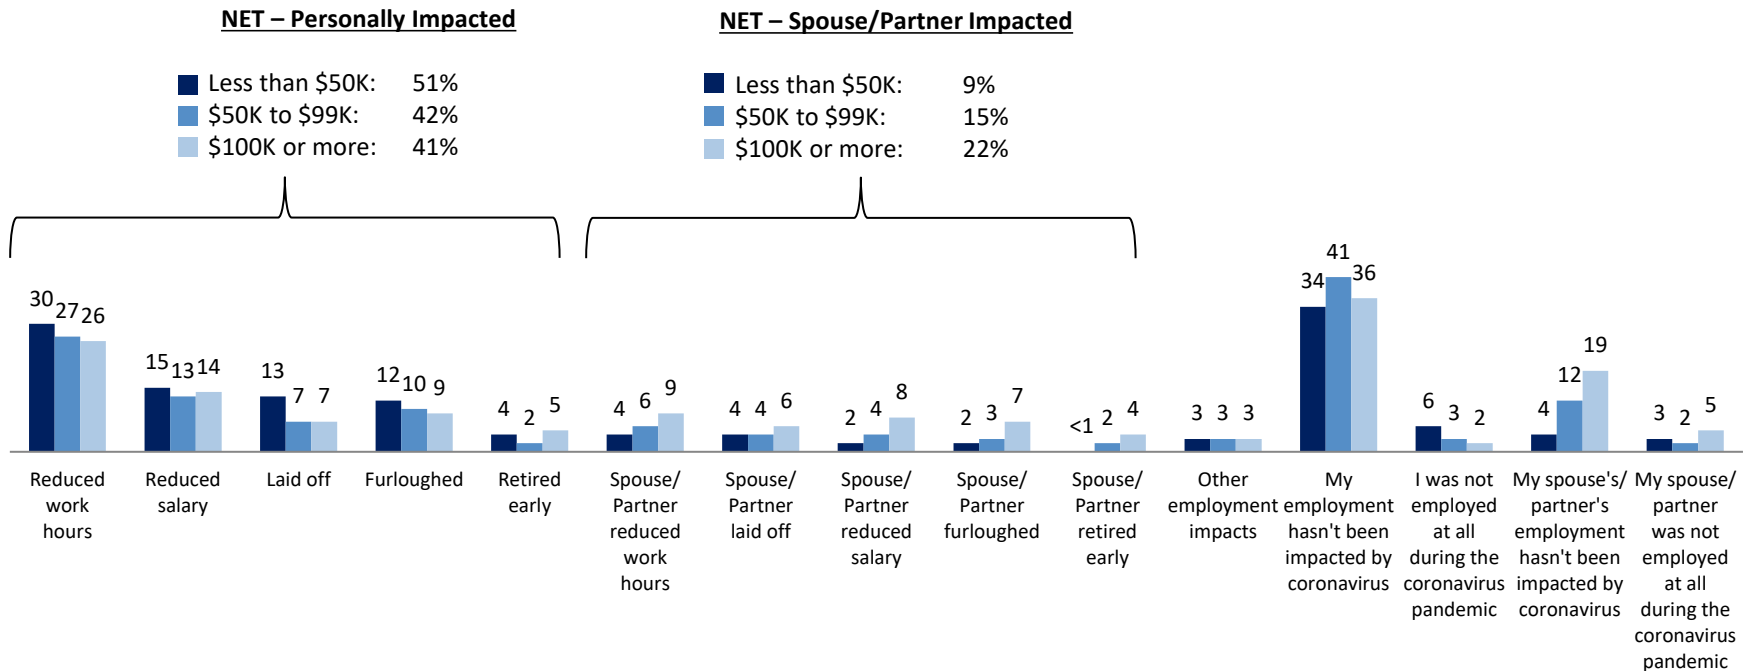 NET – Personally Impacted
Less than $50K: 51%
$50K to $99K: 42%
$100K or more: 41%
NET – Spouse/Partner Impacted
Less than $50K: 9%
$50K to $99K: 15%
$100K or more: 22%
30 27 26
15 13 14
13 7 7
12 10 9
4 2 5
4 6 9
4 4 6
2 4 8
2 3 7
<1 2 4
3 3 3
34 41 36
6 3 2
4 12 19
3 2 5
Reduced
work
hours
Reduced
salary
Laid off
Furloughed
Retired
early
Spouse/
Partner
reduced
work
hours
Spouse/
Partner
laid off
Spouse/
Partner
reduced
salary
Spouse/
Partner
furloughed
Spouse/
Partner
retired
early
Other
employment
impacts
My
employment
hasn't been
impacted by
coronavirus
I was not
employed
at all
during the
coronavirus
pandemic
My spouse's/
partner's
employment
hasn't been
impacted by
coronavirus
My spouse/
partner
was not
employed
at all
during the
coronavirus
pandemic